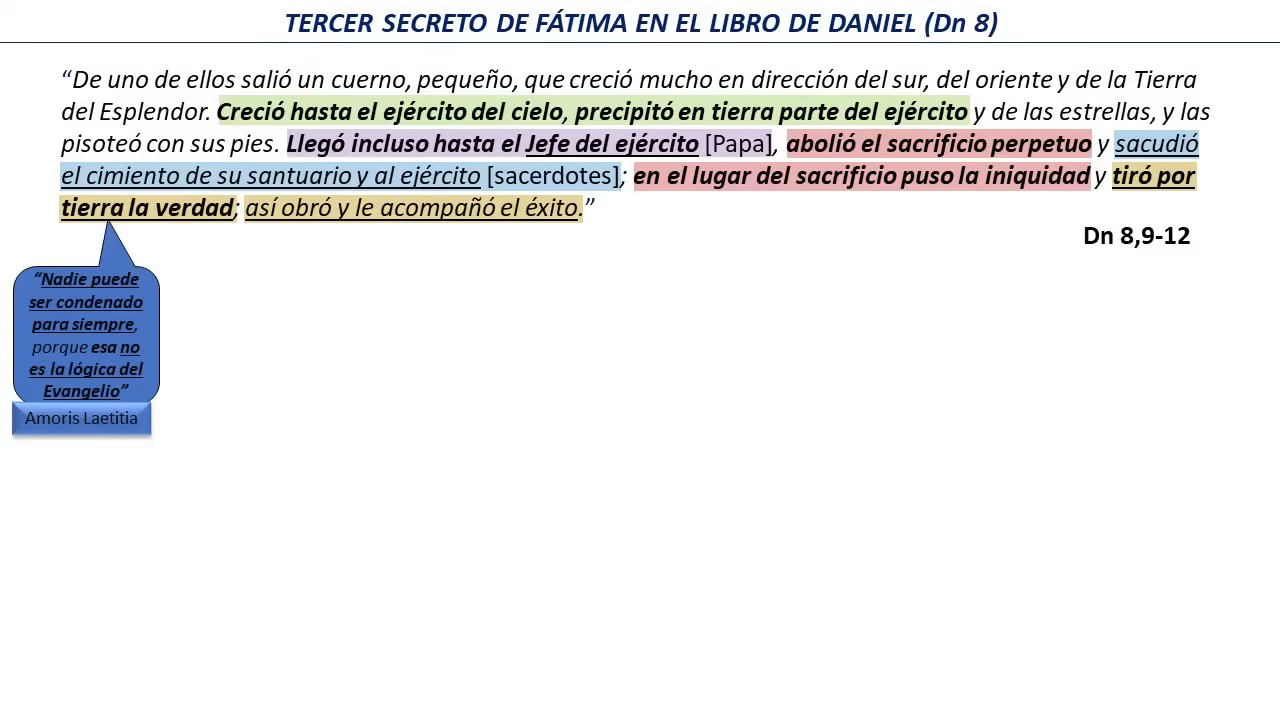 TERCER SECRETO DE FÁTIMA EN EL LIBRO DE DANIEL (Dn 8)
“De uno de ellos salió un cuerno, pequeño, que creció mucho en dirección del sur, del oriente y de la Tierra
del Esplendor. Creció hasta el ejército del cielo, precipitó en tierra parte del ejército y de las estrellas, y las
pisoteó con sus pies. Llegó incluso hasta el Jefe del ejército [Papa], abolió el sacrificio perpetuo y sacudió
el cimiento de su santuario y al ejército [sacerdotes]; en el lugar del sacrificio puso la iniquidad y tiró por
tierra la verdad; así obró y le acompañó el éxito.”
Dn 8,9-12
“Nadie puede
ser condenado
para siempre,
porque esa no
es la lógica del
Evangelio”
Amoris Laetitia